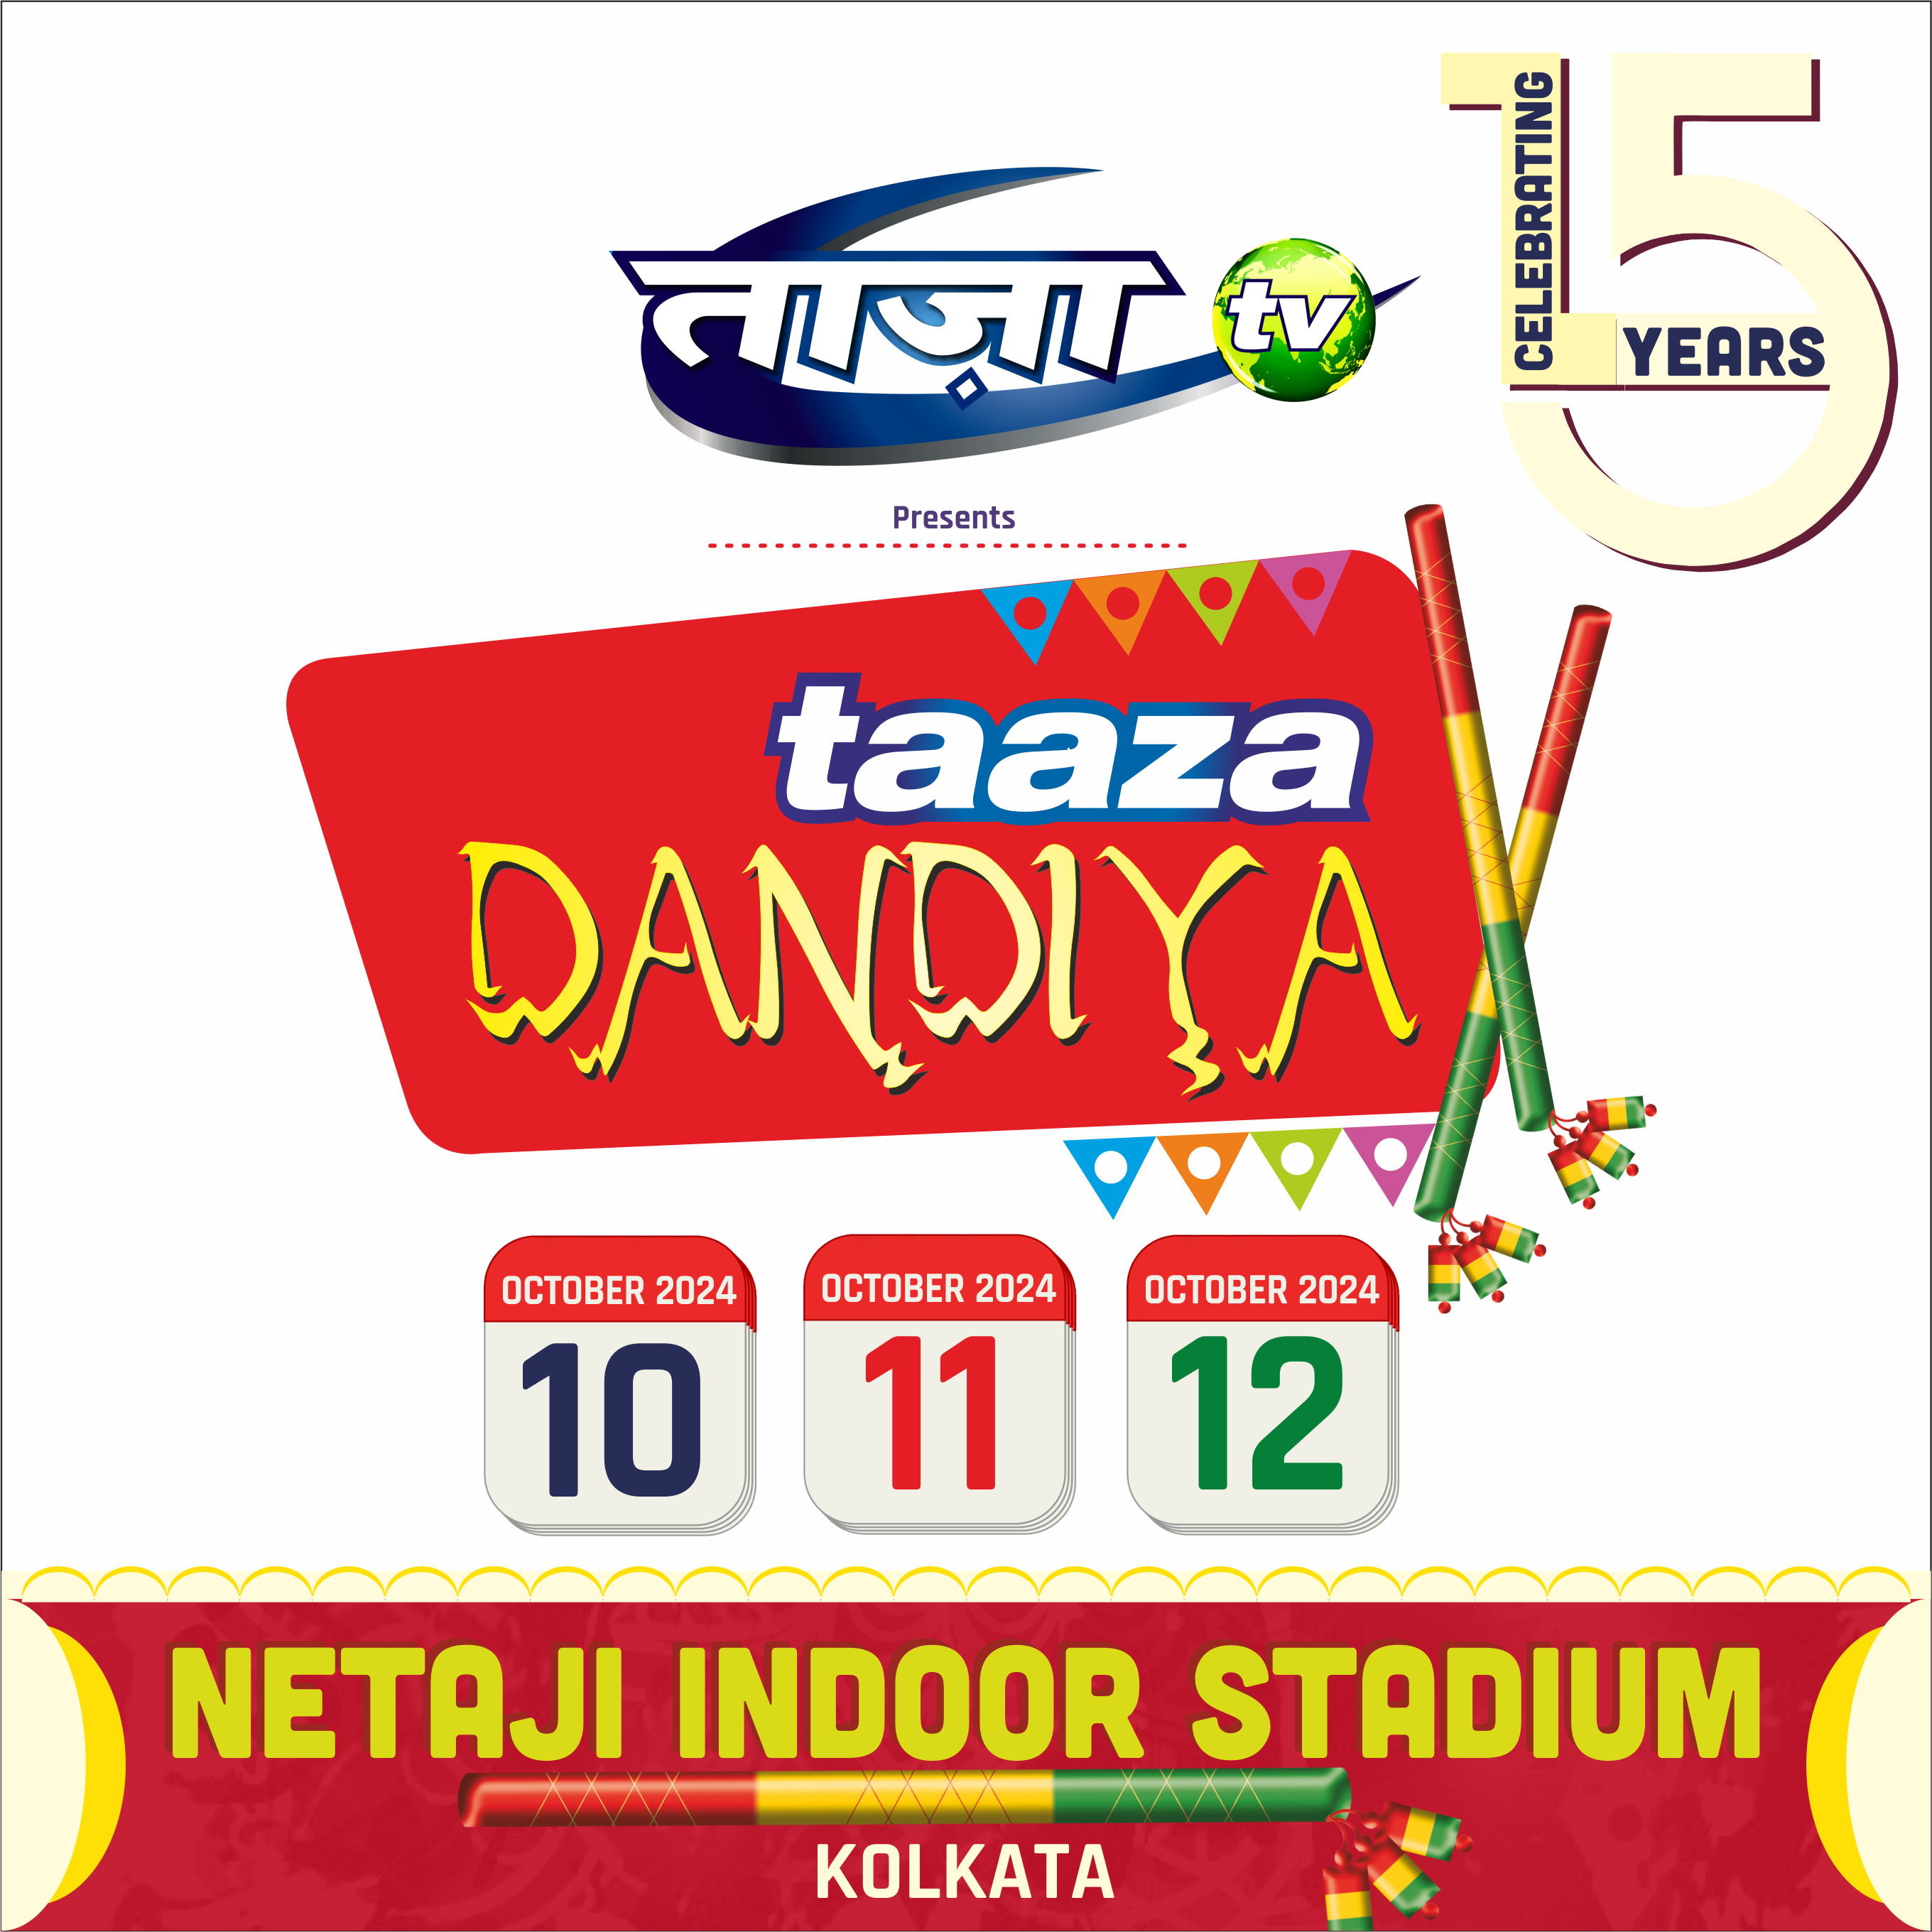 CELEBRATING
15
YEARS
ताज़ा tv
Presents
taaza
DANDIYA
OCTOBER 2024
10
OCTOBER 2024
11
OCTOBER 2024
12
NETAJI INDOOR STADIUM
KOLKATA